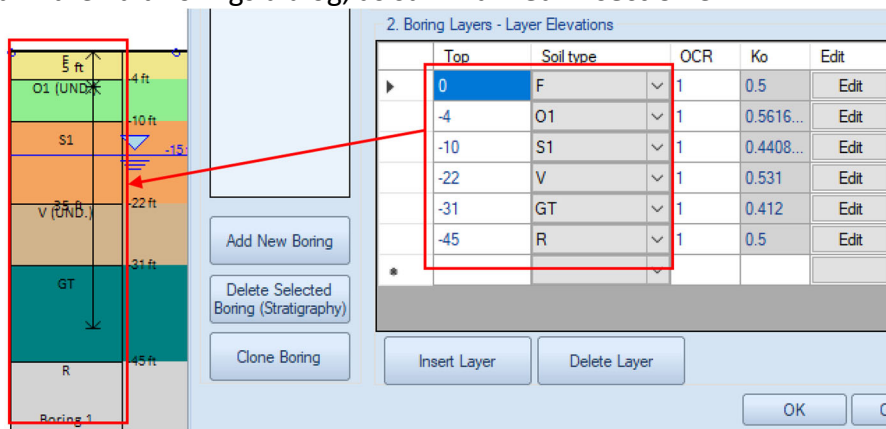 2. Boring Layers - Layer Elevations
Top Soil type OCR Ko Edit
0 F 1 0.5 Edit
-4 O1 1 0.5616... Edit
-10 S1 1 0.4408... Edit
-22 V 1 0.531 Edit
-31 GT 1 0.412 Edit
-45 R 1 0.5 Edit
F
5 ft
-4 ft
O1 (UND.)
-10 ft
S1
-15
-22 ft
35 ft
V (UND.)
-31 ft
GT
-45 ft
R
Boring 1
Add New Boring
Delete Selected
Boring (Stratigraphy)
Clone Boring
Insert Layer Delete Layer
OK